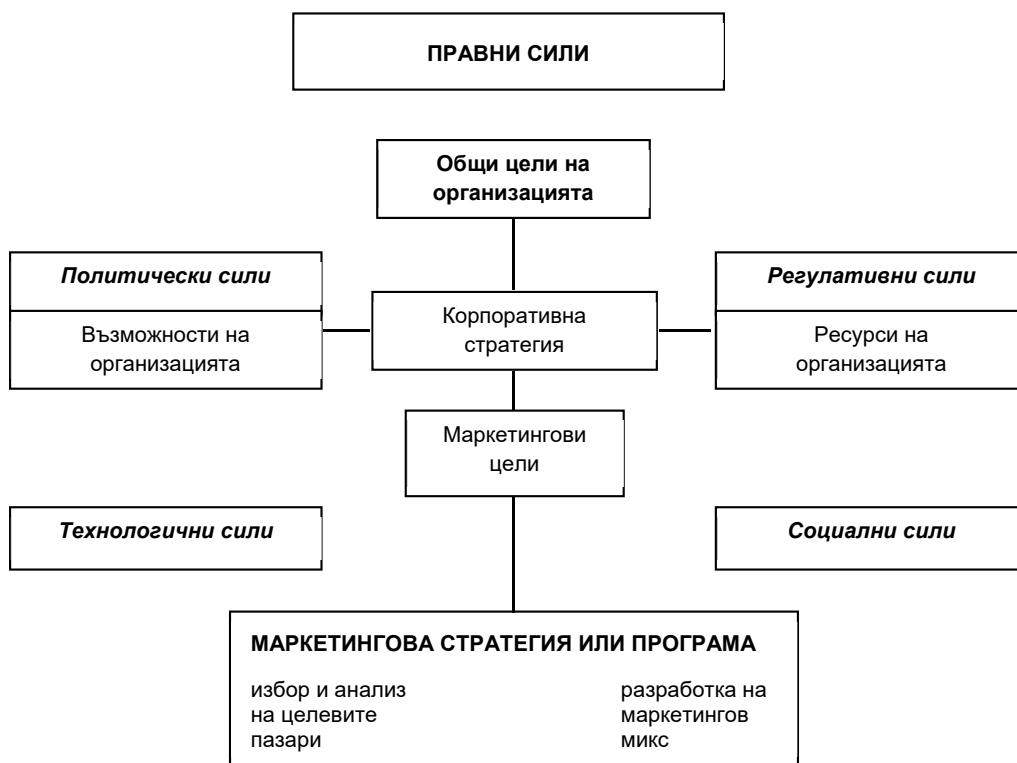 ПРАВНИ СИЛИ
Общи цели на
организацията
Политически сили
Възможности на
организацията
Корпоративна
стратегия
Регулативни сили
Ресурси на
организацията
Маркетингови
цели
Технологични сили
Социални сили
МАРКЕТИНГОВА СТРАТЕГИЯ ИЛИ ПРОГРАМА
избор и анализ
на целевите
пазари
разработка на
маркетингов
микс